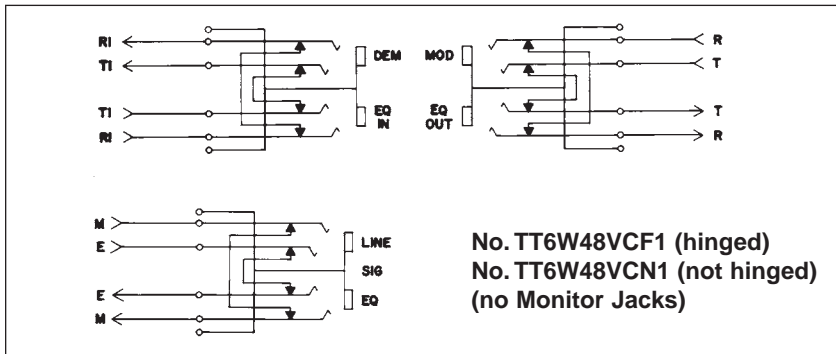 RI
TI
TI
RI
DEM
EQ
IN
MOD
EQ
OUT
R
T
T
R
M
E
E
M
LINE
SIG
EQ
No. TT6W48VCF1 (hinged)
No. TT6W48VCN1 (not hinged)
(no Monitor Jacks)